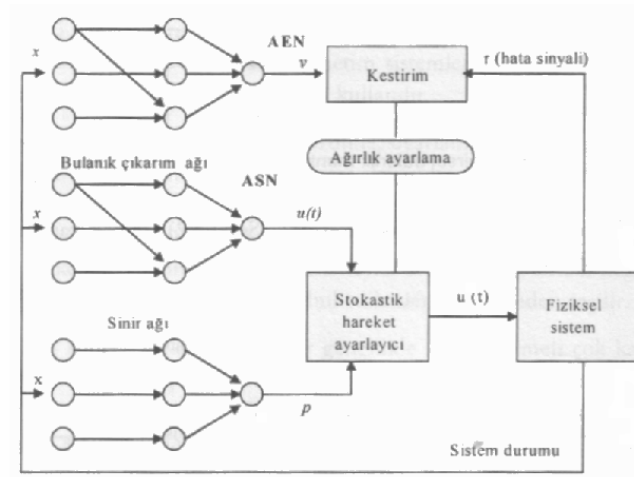 AEN
x
v
r (hata sinyali)
Kestirim
Ağırlık ayarlama
Bulanık çıkarım ağı
ASN
x
u(t)
Stokastik
hareket
ayarlayıcı
u (t)
Fiziksel
sistem
Sinir ağı
x
p
Sistem durumu